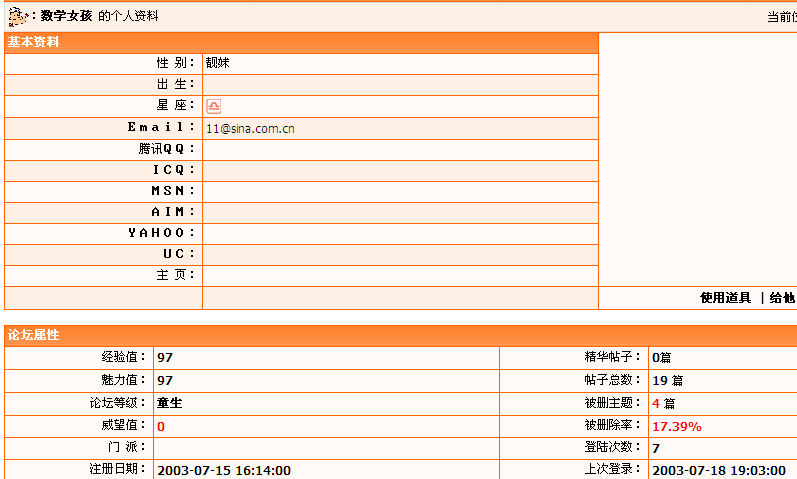 ：数学女孩 的个人资料 当前
基本资料
性 别： 靓妹
出 生：
星 座：
Email： 11@sina.com.cn
腾讯QQ：
ICQ：
MSN：
AIM：
YAHOO：
UC：
主 页：
使用道具 | 给他
论坛属性
经验值： 97 精华帖子： 0篇
魅力值： 97 帖子总数： 19 篇
论坛等级： 童生 被删主题： 4 篇
威望值： 0 被删除率： 17.39%
门 派： 登陆次数： 7
注册日期： 2003-07-15 16:14:00 上次登录： 2003-07-18 19:03:00